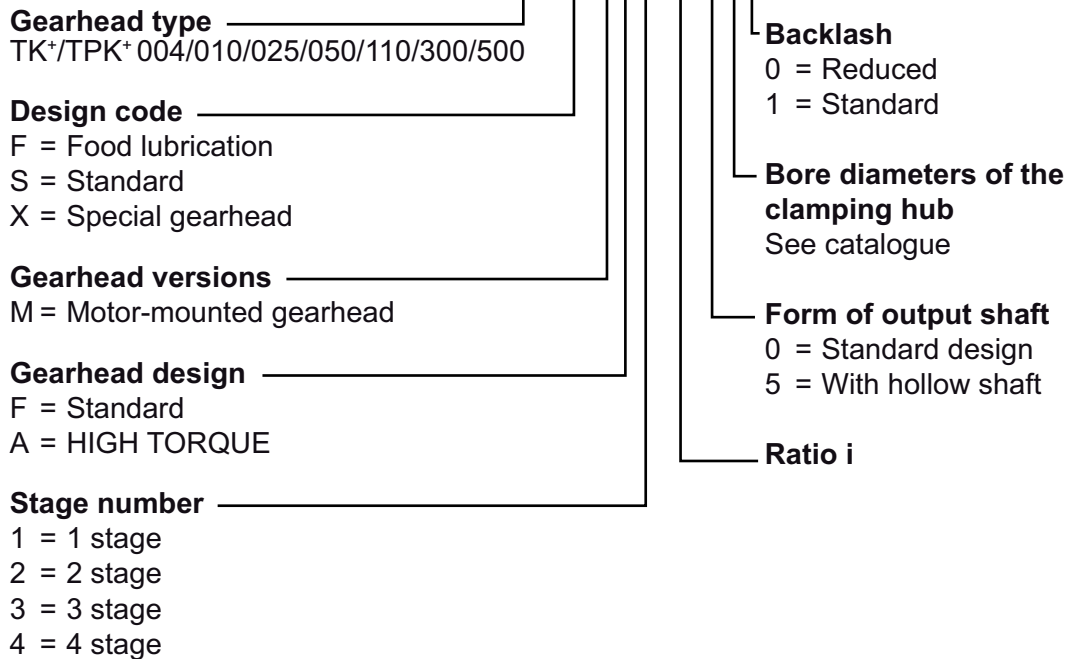 Gearhead type
TK+/TPK+ 004/010/025/050/110/300/500
Design code
F = Food lubrication
S = Standard
X = Special gearhead
Gearhead versions
M = Motor-mounted gearhead
Gearhead design
F = Standard
A = HIGH TORQUE
Stage number
1 = 1 stage
2 = 2 stage
3 = 3 stage
4 = 4 stage
Backlash
0 = Reduced
1 = Standard
Bore diameters of the
clamping hub
See catalogue
Form of output shaft
0 = Standard design
5 = With hollow shaft
Ratio i